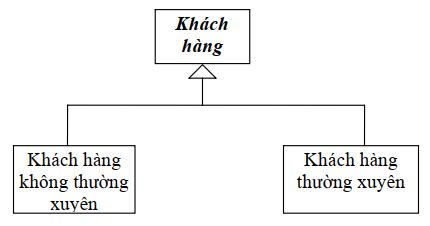 Khách
hàng
Khách hàng
không thường
xuyên
Khách hàng
thường xuyên